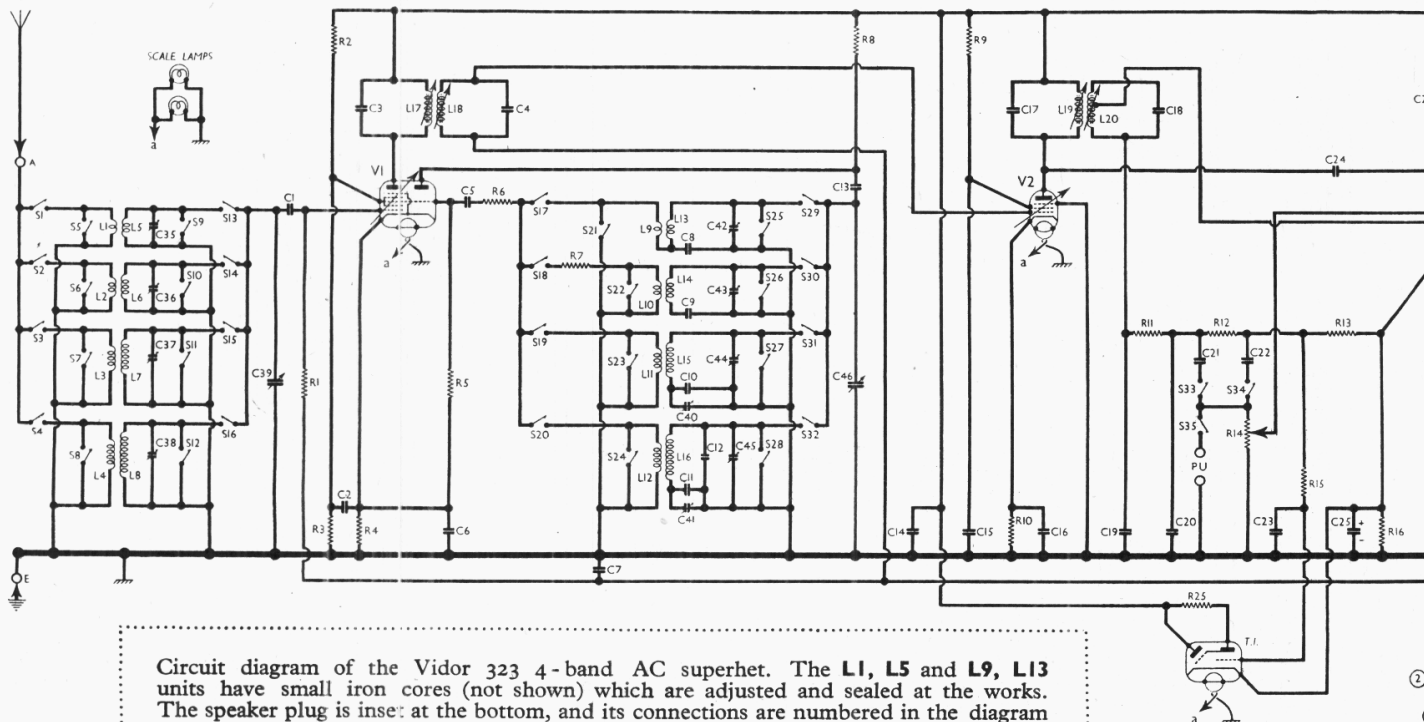 SCALE LAMPS
a
A
R2
R8
R9
C3
L17
L18
C4
C17
L19
L20
C18
V1
V2
C24
C13
S1
S5
L1
L5
C35
S9
S13
C1
C5
R6
S17
S21
L9
L13
C8
C42
S25
S29
a
a
S2
S6
L2
L6
C36
S10
S14
S18
R7
S22
L10
L14
C9
C43
S26
S30
S3
S7
L3
L7
C37
S11
S15
C39
R1
R5
S19
S23
L11
L15
C10
C40
C44
S27
S31
C46
R11
R12
R13
C21
C22
S33
S34
S35
R14
PU
S4
S8
L4
L8
C38
S12
S16
S20
S24
L12
L16
C12
C11
C41
C45
S28
S32
R15
C2
R3
R4
C6
C14
C15
R10
C16
C19
C20
C23
C25
+
-
R16
E
C7
R25
T.I.
a
2
Circuit diagram of the Vidor 323 4-band AC superhet. The L1, L5 and L9, L13
units have small iron cores (not shown) which are adjusted and sealed at the works.
The speaker plug is inset at the bottom, and its connections are numbered in the diagram